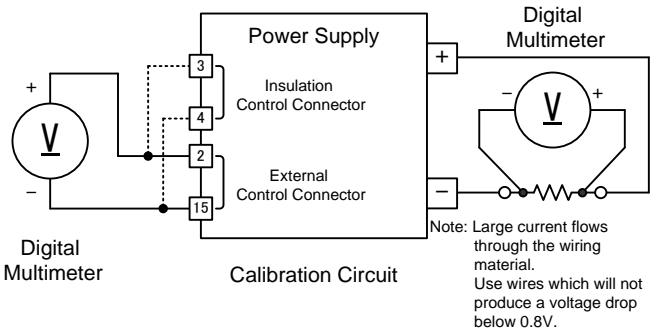 Digital
Multimeter
Power Supply
3
+
Insulation
Control Connector
+
− +
V
4
V
2
External
Control Connector
−
15
−
Note: Large current flows
through the wiring
material.
Use wires which will not
produce a voltage drop
below 0.8V.
Digital
Multimeter
Calibration Circuit